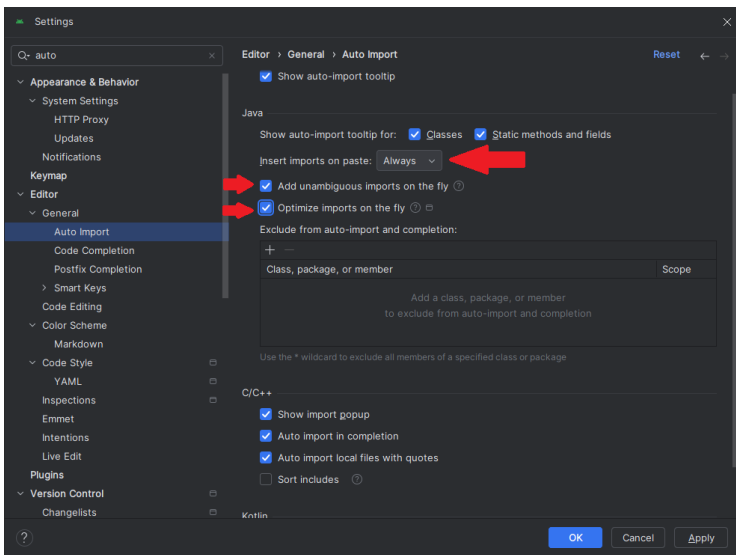 Settings
auto
Editor › General › Auto Import
Reset
Appearance & Behavior
System Settings
HTTP Proxy
Updates
Notifications
Keymap
Editor
General
Auto Import
Code Completion
Postfix Completion
Smart Keys
Code Editing
Color Scheme
Markdown
Code Style
YAML
Inspections
Emmet
Intentions
Live Edit
Plugins
Version Control
Changelists
Show auto-import tooltip
Java
Show auto-import tooltip for: Classes Static methods and fields
Insert imports on paste: Always
Add unambiguous imports on the fly ?
Optimize imports on the fly ?
Exclude from auto-import and completion:
+ −
Class, package, or member Scope
Add a class, package, or member
to exclude from auto-import and completion
Use the * wildcard to exclude all members of a specified class or package
C/C++
Show import popup
Auto import in completion
Auto import local files with quotes
Sort includes ?
Kotlin
? OK Cancel Apply